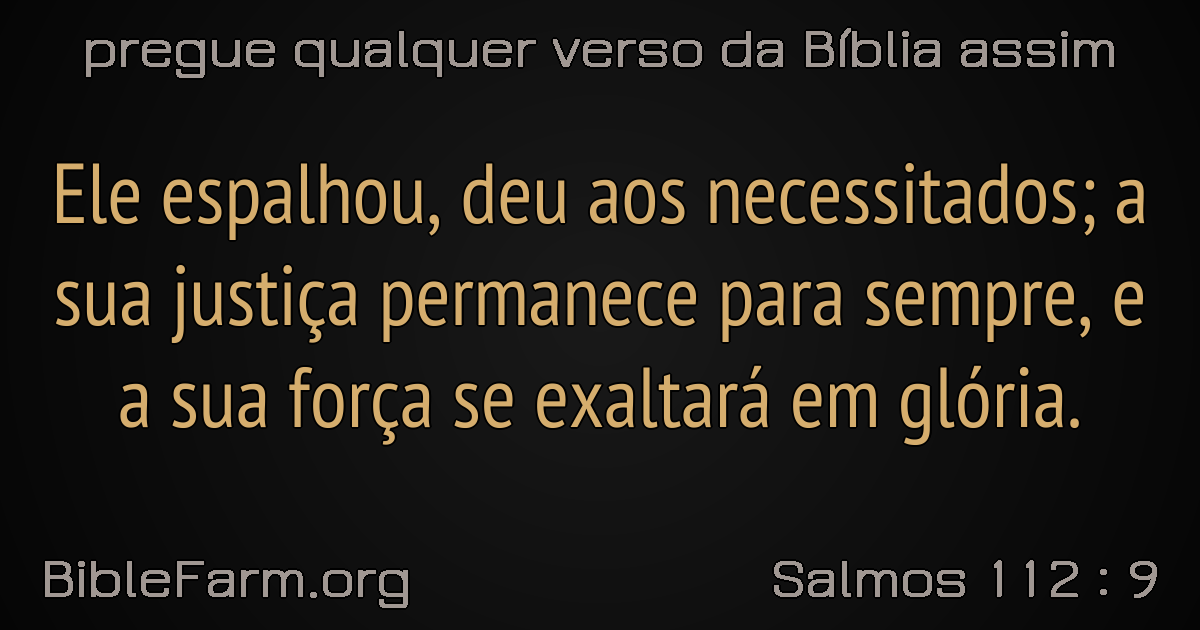 pregue qualquer verso da Bíblia assim
Ele espalhou, deu aos necessitados; a
sua justiça permanece para sempre, e
a sua força se exaltará em glória.
BibleFarm.org
Salmos 112 : 9